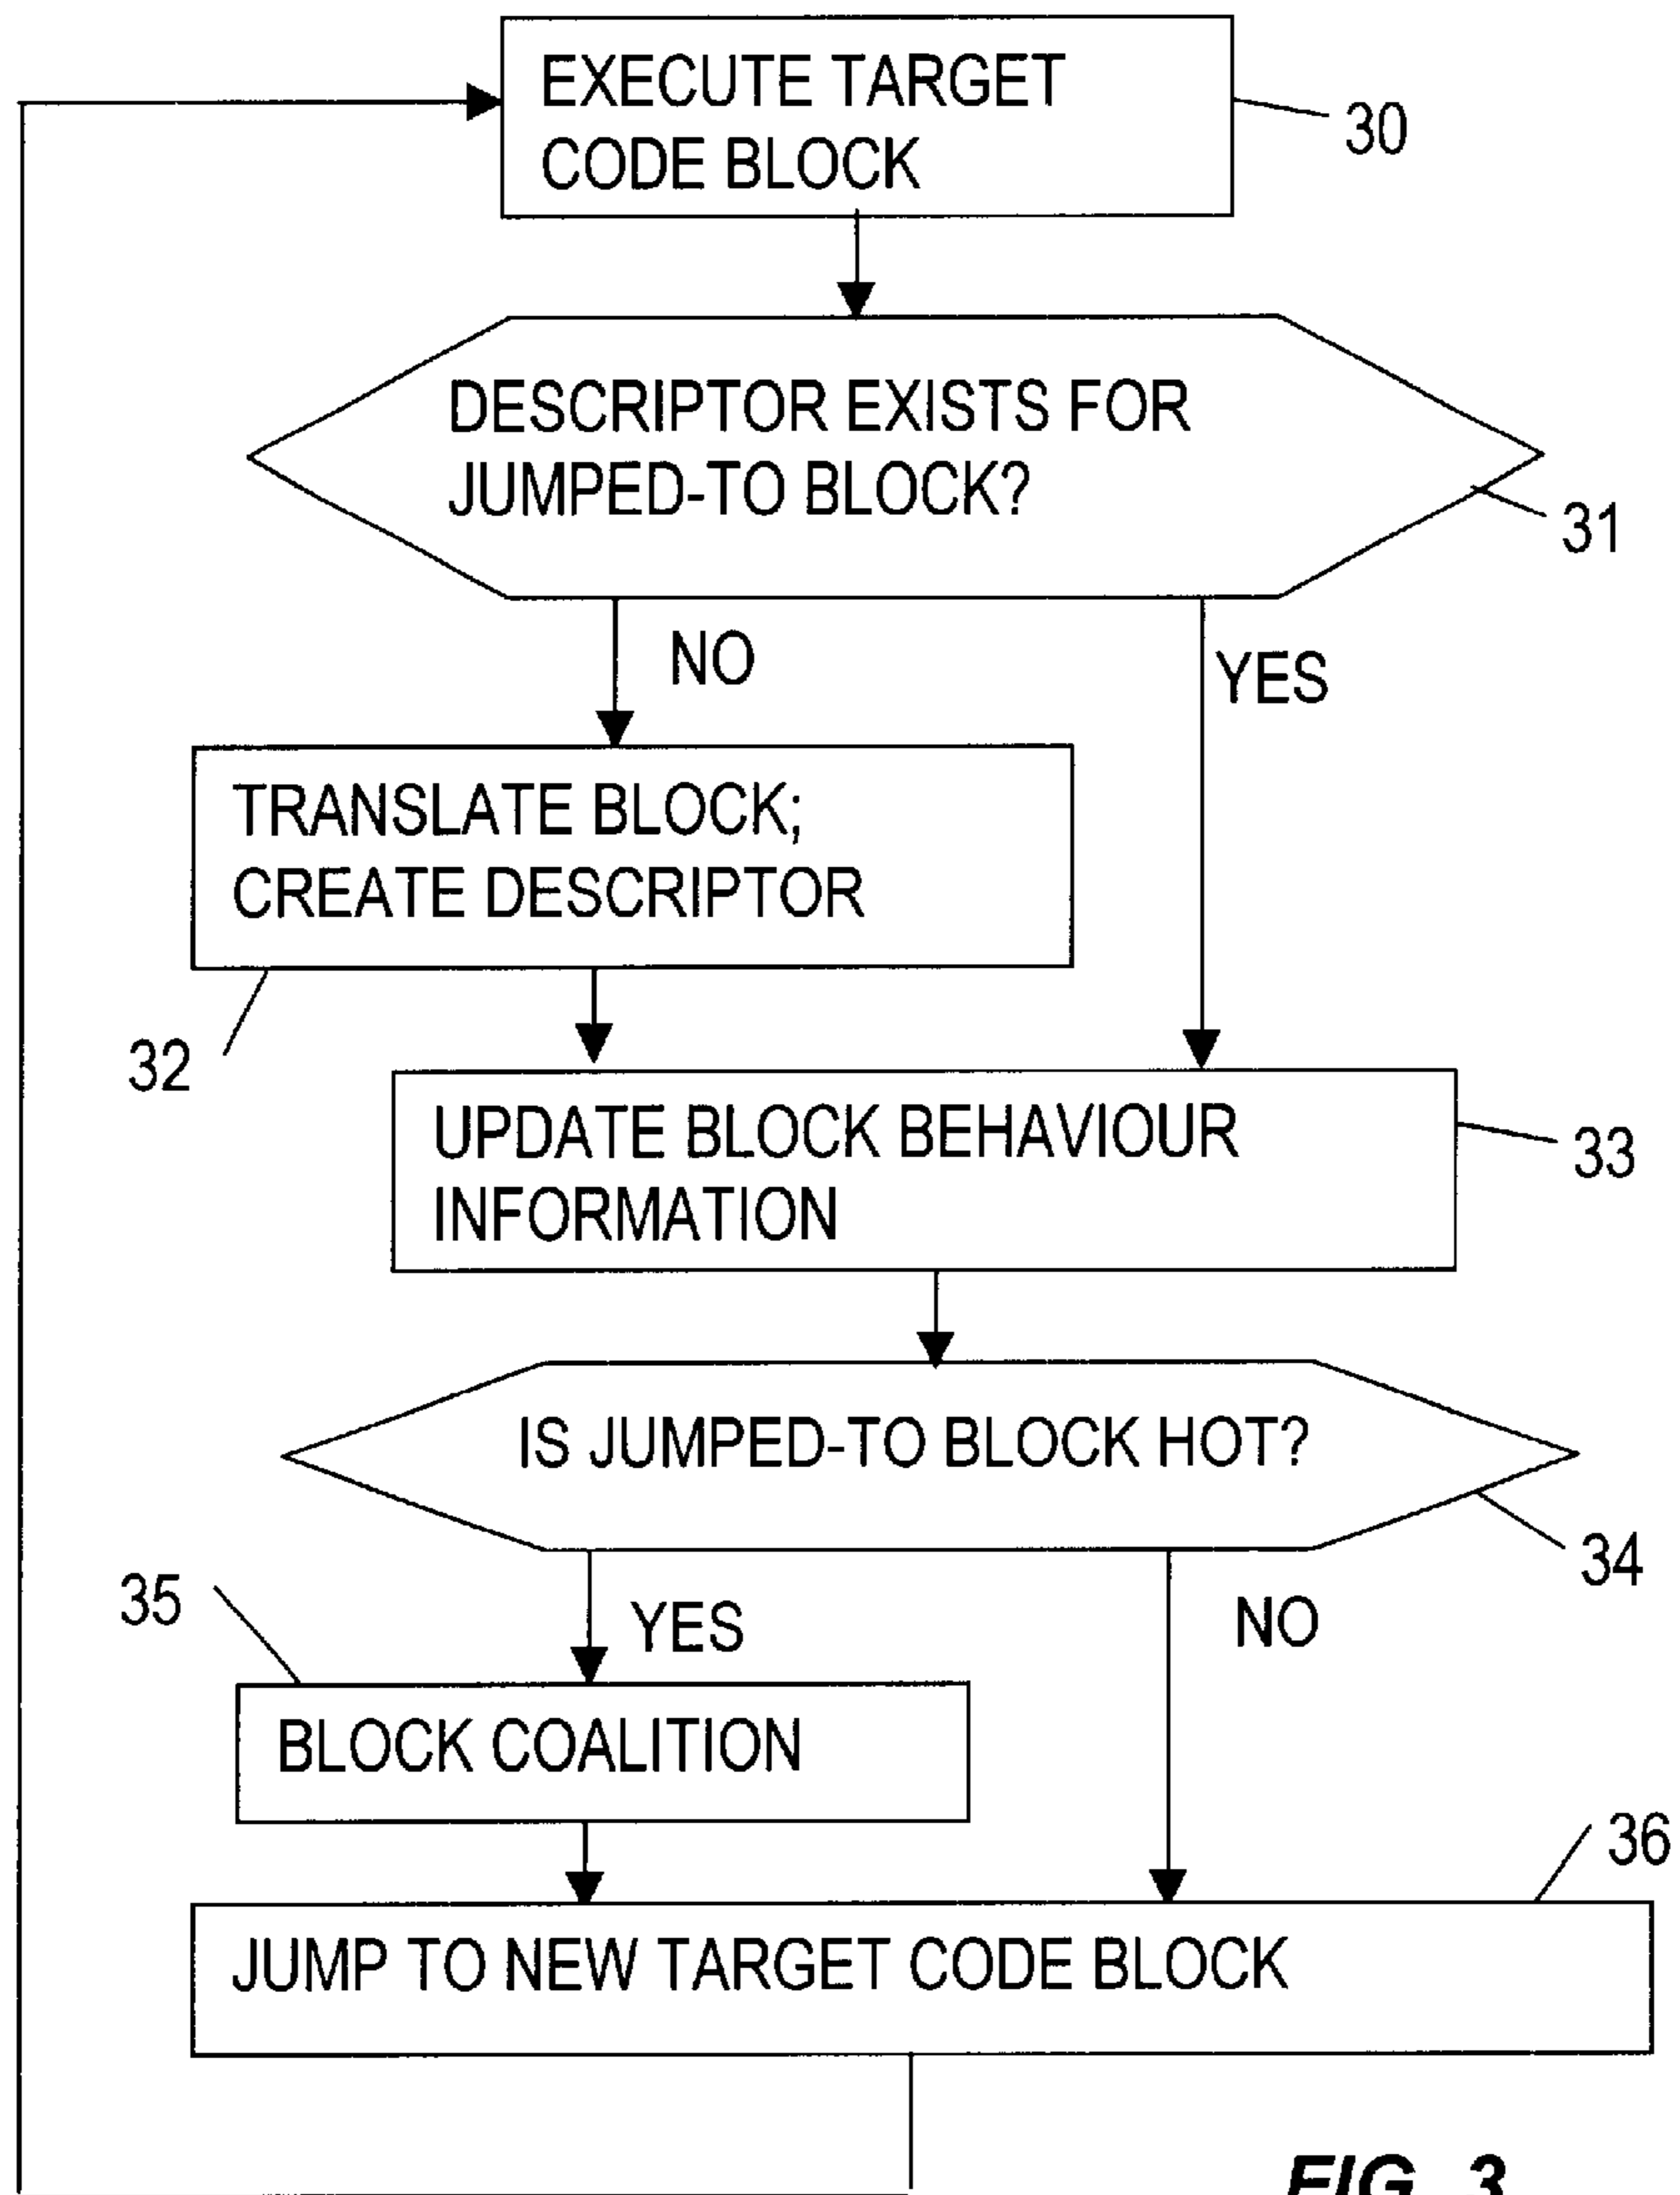 EXECUTE TARGET
CODE BLOCK
30
DESCRIPTOR EXISTS FOR
JUMPED-TO BLOCK?
31
NO
YES
TRANSLATE BLOCK;
CREATE DESCRIPTOR
32
UPDATE BLOCK BEHAVIOUR
INFORMATION
33
IS JUMPED-TO BLOCK HOT?
34
35
YES
NO
BLOCK COALITION
36
JUMP TO NEW TARGET CODE BLOCK
FIG. 3